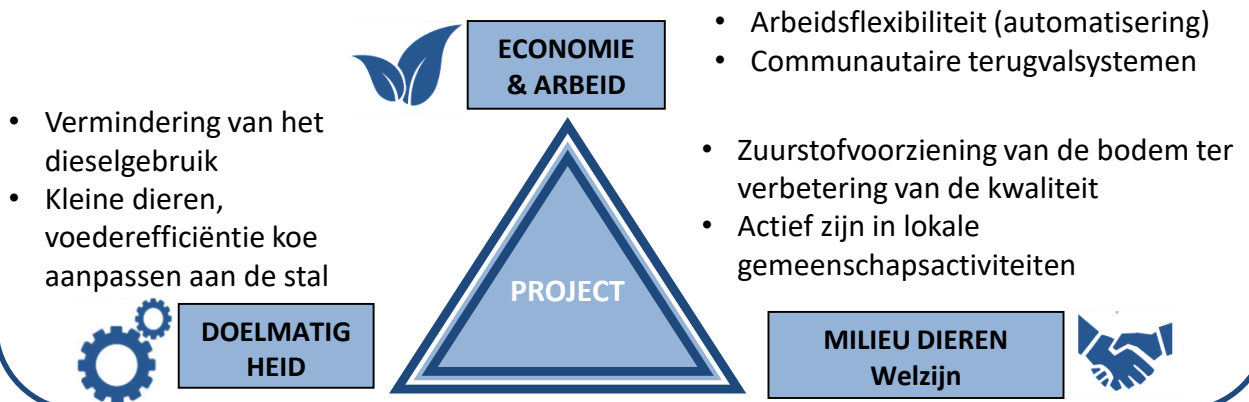 ECONOMIE
& ARBEID
• Arbeidsflexibiliteit (automatisering)
• Communautaire terugvalsystemen
• Vermindering van het
dieselgebruik
• Kleine dieren,
voederefficiëntie koe
aanpassen aan de stal
• Zuurstofvoorziening van de bodem ter
verbetering van de kwaliteit
• Actief zijn in lokale
gemeenschapsactiviteiten
PROJECT
DOELMATIG
HEID
MILIEU DIEREN
Welzijn